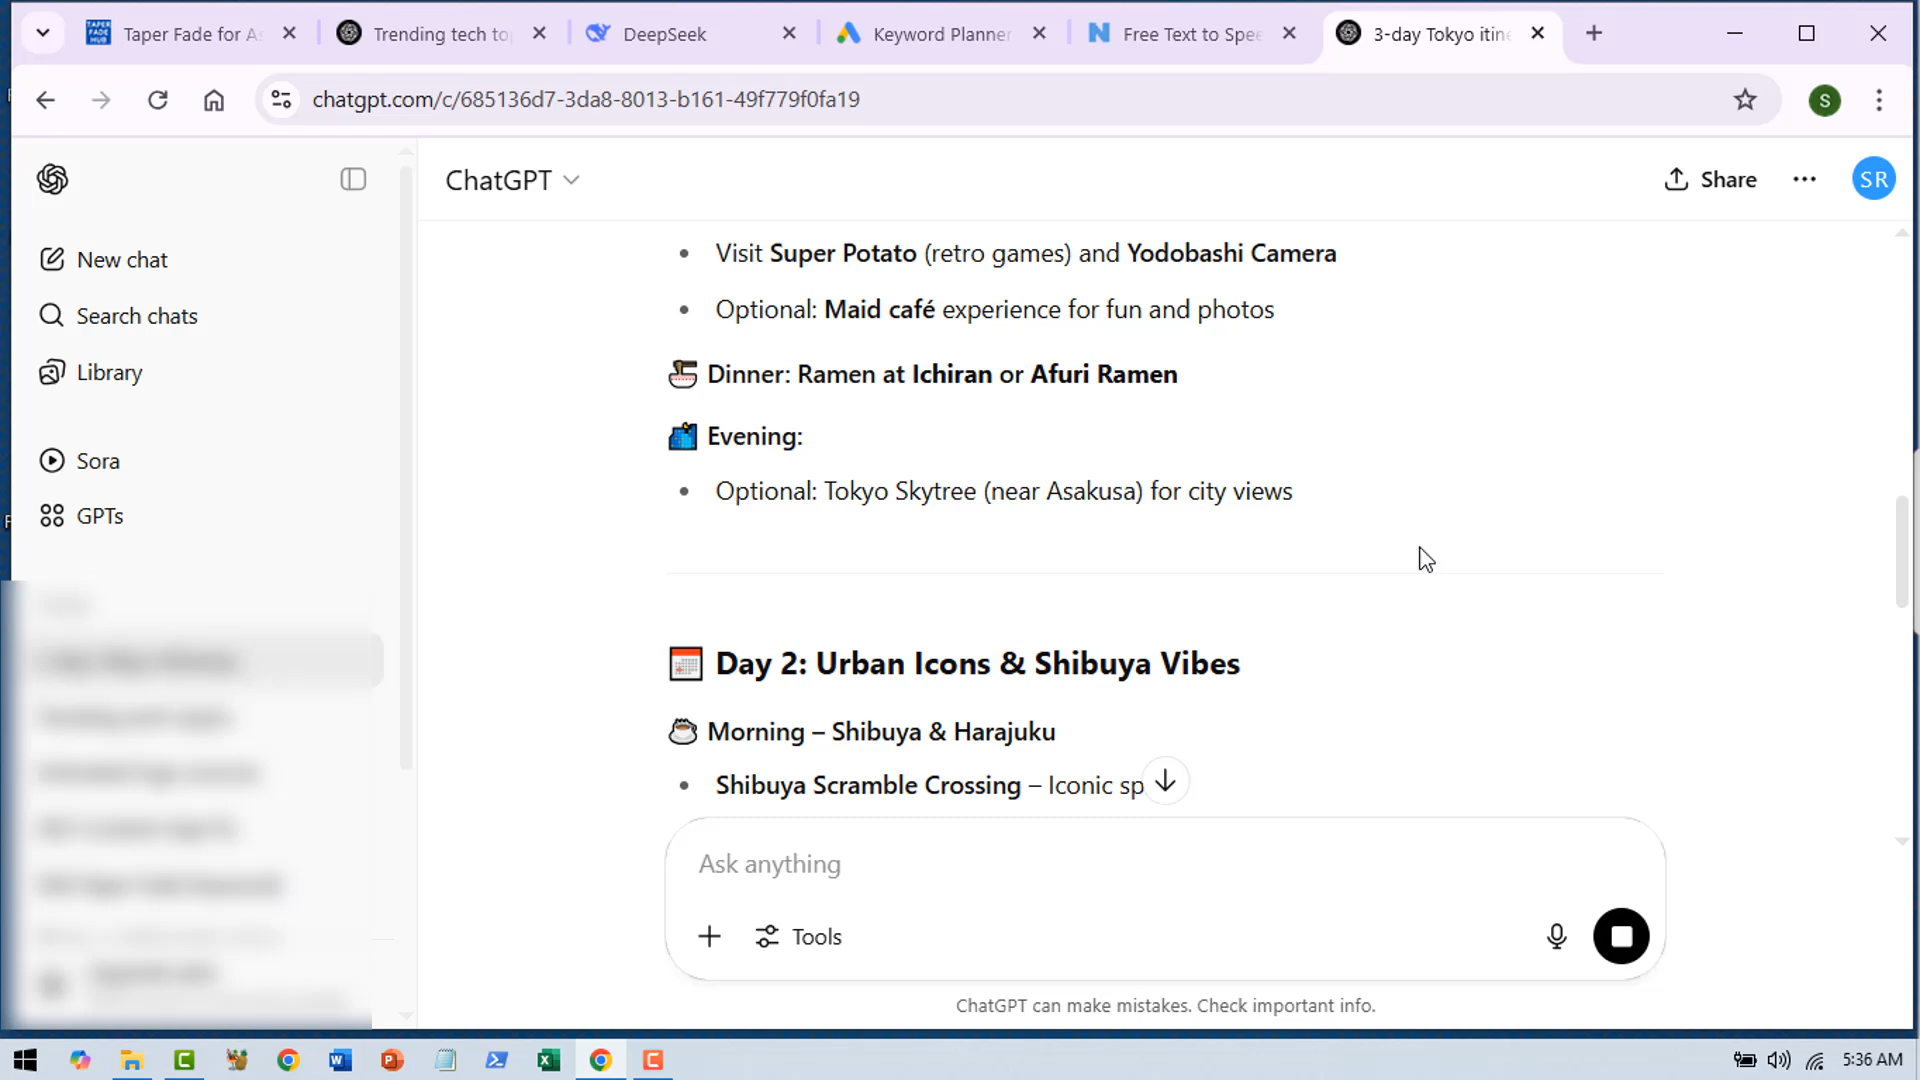 Taper Fade for As
Trending tech to
DeepSeek
Keyword Planner
Free Text to Spee
3-day Tokyo itin
chatgpt.com/c/685136d7-3da8-8013-b161-49f779f0fa19
S
ChatGPT
Share
SR
New chat
Search chats
Library
Sora
GPTs
• Visit Super Potato (retro games) and Yodobashi Camera
• Optional: Maid café experience for fun and photos
Dinner: Ramen at Ichiran or Afuri Ramen
Evening:
• Optional: Tokyo Skytree (near Asakusa) for city views
Day 2: Urban Icons & Shibuya Vibes
Morning – Shibuya & Harajuku
• Shibuya Scramble Crossing – Iconic sp
Ask anything
Tools
ChatGPT can make mistakes. Check important info.
5:36 AM